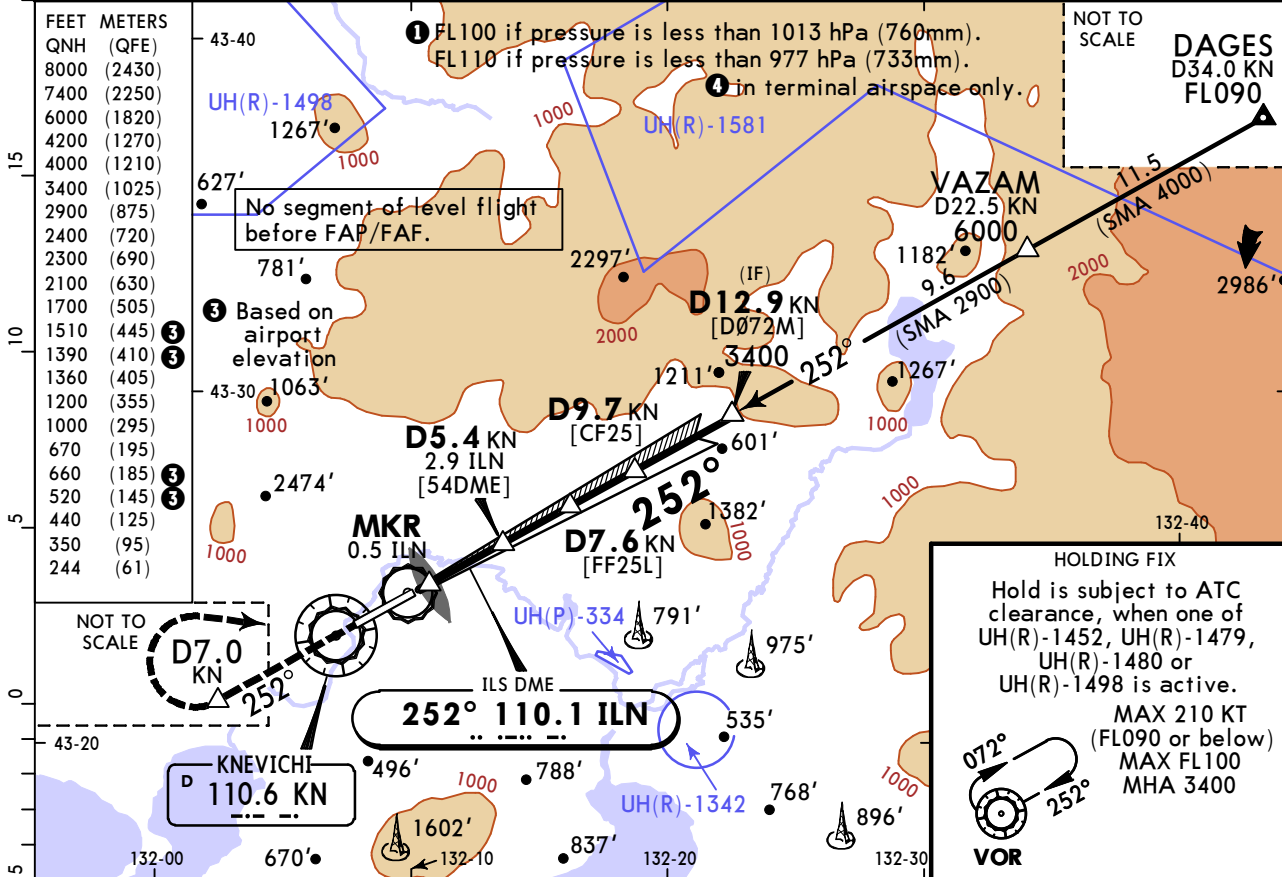 FEET METERS
QNH (QFE)
8000 (2430)
7400 (2250)
6000 (1820)
4200 (1270)
4000 (1210)
3400 (1025)
2900 (875)
2400 (720)
2300 (690)
2100 (630)
1700 (505)
1510 (445) 3
1390 (410) 3
1360 (405)
1200 (355)
1000 (295)
670 (195)
660 (185) 3
520 (145) 3
440 (125)
350 (95)
244 (61)
15
10
5
0
5
43-40
43-30
43-20
132-00
132-10
132-20
132-30
132-40
1 FL100 if pressure is less than 1013 hPa (760mm).
FL110 if pressure is less than 977 hPa (733mm).
4 in terminal airspace only.
NOT TO
SCALE
DAGES
D34.0 KN
FL090
11.5
(SMA 4000)
VAZAM
D22.5 KN
6000
1182'
9.6
(SMA 2900)
2000
2986'
UH(R)-1498
1267'
1000
1000
UH(R)-1581
627'
No segment of level flight
before FAP/FAF.
781'
3 Based on
airport
elevation
2297'
2000
(IF)
D12.9 KN
[DØ72M]
3400
252°
1211'
1267'
1000
1063'
1000
D9.7 KN
[CF25]
601'
D5.4 KN
2.9 ILN
[54DME]
252°
1382'
1000
1000
2474'
1000
MKR
0.5 ILN
D7.6 KN
[FF25L]
UH(P)-334
791'
975'
NOT TO
SCALE
D7.0
KN
252°
ILS DME
252° 110.1 ILN
535'
KNEVICHI
D 110.6 KN
496'
788'
1000
UH(R)-1342
768'
896'
1000
1602'
670'
837'
HOLDING FIX
Hold is subject to ATC
clearance, when one of
UH(R)-1452, UH(R)-1479,
UH(R)-1480 or
UH(R)-1498 is active.
MAX 210 KT
(FL090 or below)
MAX FL100
MHA 3400
072°
252°
VOR